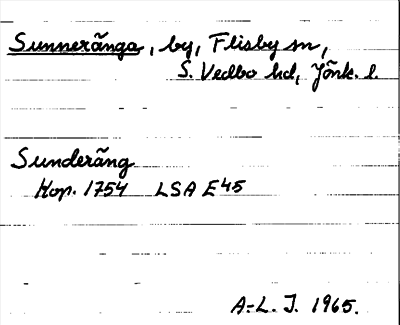 Sunneränga, by, Flisby sn,
S. Vedbo hd, Jönk. l.
Sunderäng
Kop. 1754 LSA E45
A-L. J. 1965.